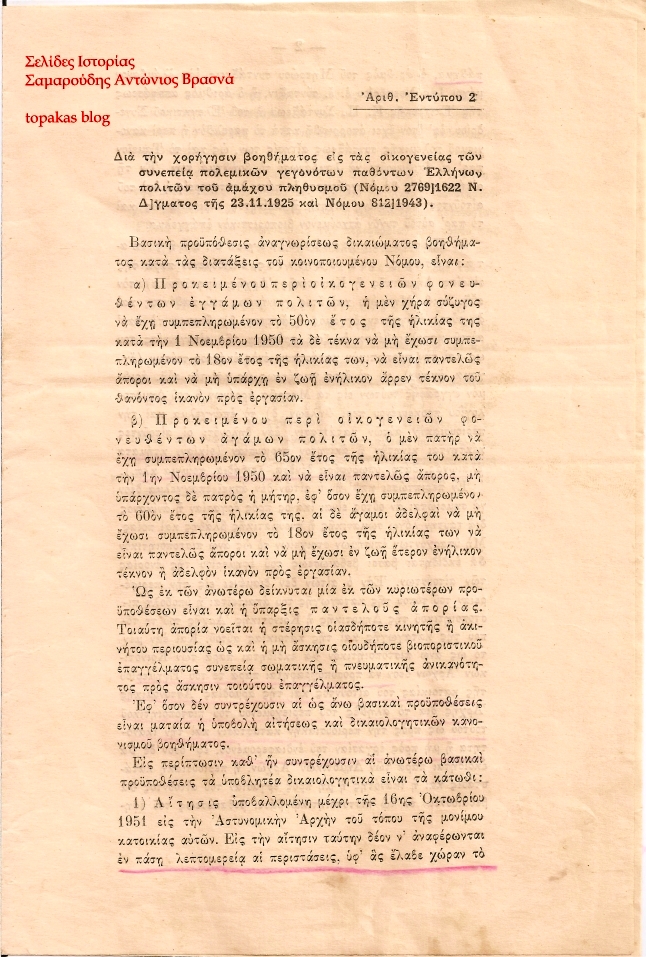 Σελίδες Ιστορίας
Σαμαρούδης Αντώνιος Βρασνά
topakas blog
Ἀριθ. Ἐντύπου 2
Διὰ τὴν χορήγησιν βοηθήματος εἰς τὰς οἰκογενείας τῶν
συνεπείᾳ πολεμικῶν γεγονότων παθόντων Ἑλλήνων
πολιτῶν τοῦ ἀμάχου πληθυσμοῦ (Νόμου 2769]1622 Ν.
Δ]γματος τῆς 23.11.1925 καὶ Νόμου 812]1943).
Βασικὴ προϋπόθεσις ἀναγνωρίσεως δικαιώματος βοηθήμα-
τος κατὰ τὰς διατάξεις τοῦ κοινοποιουμένου Νόμου, εἶναι:
α) Προκειμένου περὶ οἰκογενειῶν φονευ-
θέντων ἐγγάμων πολιτῶν, ἡ μὲν χήρα σύζυγος
νὰ ἔχῃ συμπεπληρωμένον τὸ 50ὸν ἔτος τῆς ἡλικίας της
κατὰ τὴν 1 Νοεμβρίου 1950 τὰ δὲ τέκνα νὰ μὴ ἔχωσι συμπε-
πληρωμένον τὸ 18ον ἔτος τῆς ἡλικίας των, νὰ εἶναι παντελῶς
ἄποροι καὶ νὰ μὴ ὑπάρχῃ ἐν ζωῇ ἐνήλικον ἄρρεν τέκνον τοῦ
θανόντος ἱκανὸν πρὸς ἐργασίαν.
β) Προκειμένου περὶ οἰκογενειῶν φο-
νευθέντων ἀγάμων πολιτῶν, ὁ μὲν πατὴρ νὰ
ἔχῃ συμπεπληρωμένον τὸ 65ον ἔτος τῆς ἡλικίας του κατὰ
τὴν 1ην Νοεμβρίου 1950 καὶ νὰ εἶναι παντελῶς ἄπορος, μὴ
ὑπάρχοντος δὲ πατρὸς ἡ μήτηρ, ἐφ' ὅσον ἔχῃ συμπεπληρωμένον
τὸ 60ὸν ἔτος τῆς ἡλικίας της, αἱ δὲ ἄγαμοι ἀδελφαὶ νὰ μὴ
ἔχωσι συμπεπληρωμένον τὸ 18ον ἔτος τῆς ἡλικίας των νὰ
εἶναι παντελῶς ἄποροι καὶ νὰ μὴ ἔχωσι ἐν ζωῇ ἕτερον ἐνήλικον
τέκνον ἢ ἀδελφὸν ἱκανὸν πρὸς ἐργασίαν.
Ὡς ἐκ τῶν ἀνωτέρω δείκνυται μία ἐκ τῶν κυριωτέρων προ-
ϋποθέσεων εἶναι καὶ ἡ ὕπαρξις παντελοῦς ἀπορίας.
Τοιαύτη ἀπορία νοεῖται ἡ στέρησις οἱασδήποτε κινητῆς ἢ ἀκι-
νήτου περιουσίας ὡς καὶ ἡ μὴ ἄσκησις οἱουδήποτε βιοποριστικοῦ
ἐπαγγέλματος συνεπείᾳ σωματικῆς ἢ πνευματικῆς ἀνικανότη-
τος πρὸς ἄσκησιν τοιούτου ἐπαγγέλματος.
Ἐφ' ὅσον δέν συντρέχουσιν αἱ ὡς ἄνω βασικαὶ προϋποθέσεις
εἶναι ματαία ἡ ὑποβολὴ αἰτήσεως καὶ δικαιολογητικῶν κανο-
νισμοῦ βοηθήματος.
Εἰς περίπτωσιν καθ' ἣν συντρέχουσιν αἱ ἀνωτέρω βασικαὶ
προϋποθέσεις τὰ ὑποβλητέα δικαιολογητικὰ εἶναι τὰ κάτωθι:
1) Αἴτησις ὑποβαλλομένη μέχρι τῆς 16ης Ὀκτωβρίου
1951 εἰς τὴν Ἀστυνομικὴν Ἀρχὴν τοῦ τόπου τῆς μονίμου
κατοικίας αὐτῶν. Εἰς τὴν αἴτησιν ταύτην δέον ν' ἀναφέρωνται
ἐν πάσῃ λεπτομερείᾳ αἱ περιστάσεις, ὑφ' ἃς ἔλαβε χώραν τὸ